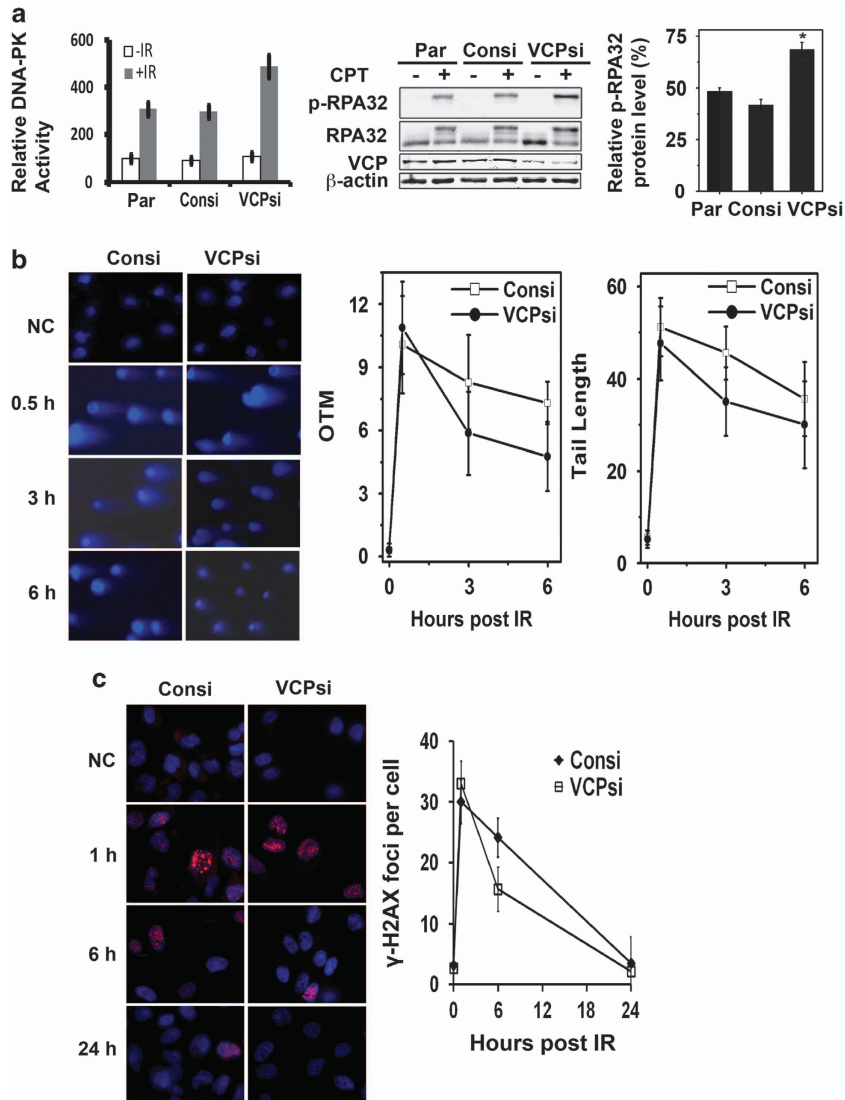 a
Relative DNA-PK
Activity
600
400
200
0
-IR
+IR
Par
Consi
VCPsi
Par Consi VCPsi
CPT - + - + - +
p-RPA32
RPA32
VCP
β-actin
Relative p-RPA32
protein level (%)
75
50
25
0
*
Par Consi VCPsi
b
Consi VCPsi
NC
0.5 h
3 h
6 h
OTM
12
9
6
3
0
Consi
VCPsi
0 3 6
Hours post IR
Tail Length
60
40
20
0
Consi
VCPsi
0 3 6
Hours post IR
c
Consi VCPsi
NC
1 h
6 h
24 h
γ-H2AX foci per cell
40
30
20
10
0
Consi
VCPsi
0 6 12 18 24
Hours post IR